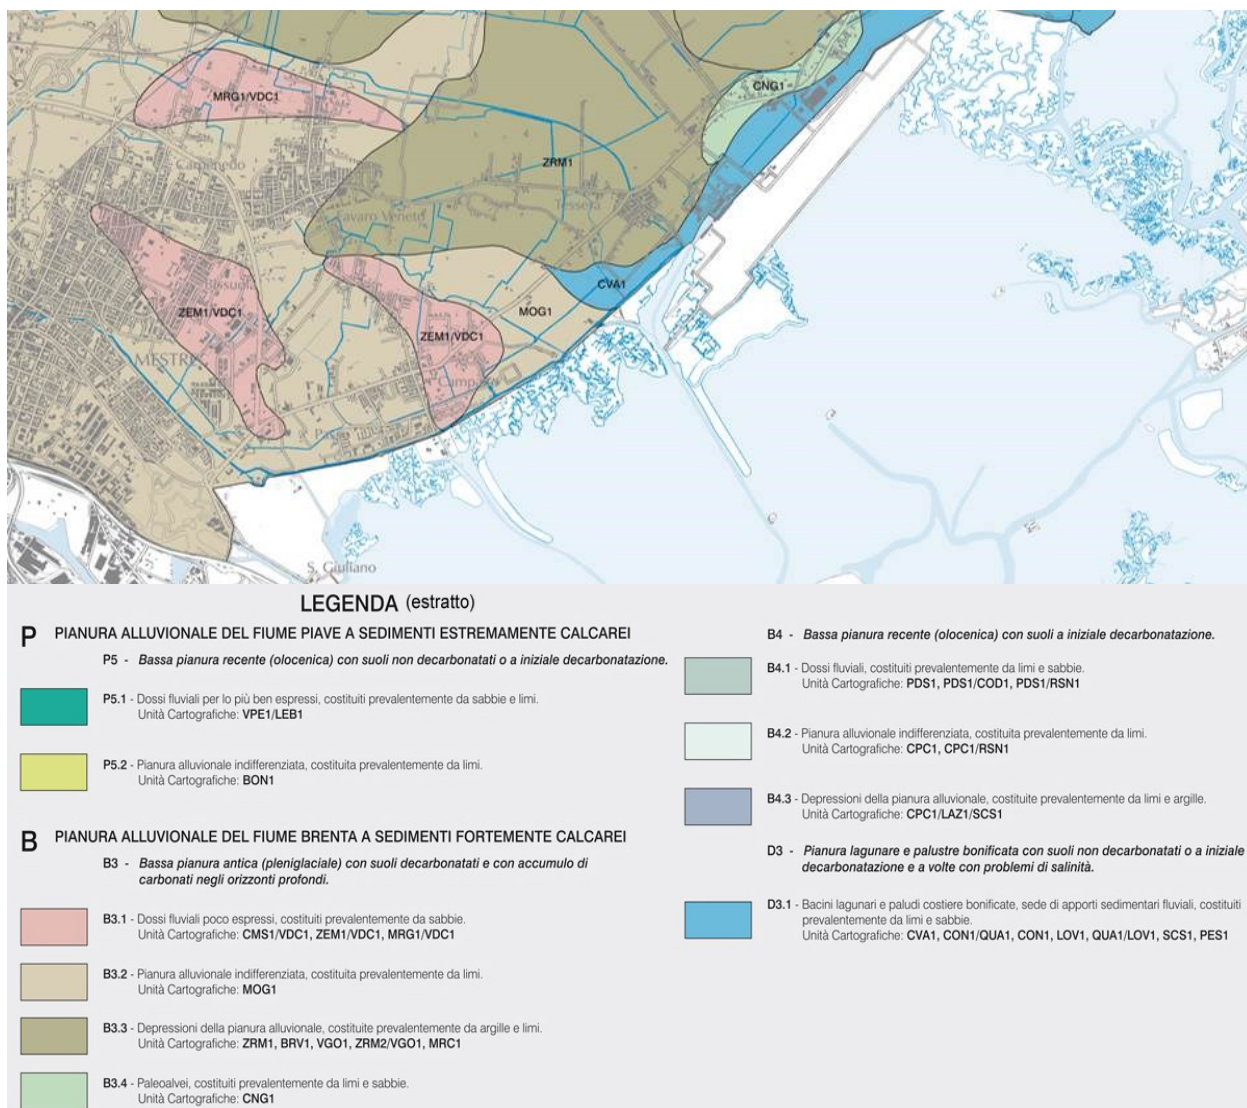 MRG1/VDC1
CNG1
Carpenedo
ZRM1
Tessera
Favaro Veneto
Bissuola
ZEM1/VDC1
CVA1
MOG1
ZEM1/VDC1
MESTRE
S. Giuliano
LEGENDA (estratto)
P PIANURA ALLUVIONALE DEL FIUME PIAVE A SEDIMENTI ESTREMAMENTE CALCAREI
P5 - Bassa pianura recente (olocenica) con suoli non decarbonatati o a iniziale decarbonatazione.
P5.1 - Dossi fluviali per lo più ben espressi, costituiti prevalentemente da sabbie e limi.
Unità Cartografiche: VPE1/LEB1
P5.2 - Pianura alluvionale indifferenziata, costituita prevalentemente da limi.
Unità Cartografiche: BON1
B PIANURA ALLUVIONALE DEL FIUME BRENTA A SEDIMENTI FORTEMENTE CALCAREI
B3 - Bassa pianura antica (pleniglaciale) con suoli decarbonatati e con accumulo di
carbonati negli orizzonti profondi.
B3.1 - Dossi fluviali poco espressi, costituiti prevalentemente da sabbie.
Unità Cartografiche: CMS1/VDC1, ZEM1/VDC1, MRG1/VDC1
B3.2 - Pianura alluvionale indifferenziata, costituita prevalentemente da limi.
Unità Cartografiche: MOG1
B3.3 - Depressioni della pianura alluvionale, costituite prevalentemente da argille e limi.
Unità Cartografiche: ZRM1, BRV1, VGO1, ZRM2/VGO1, MRC1
B3.4 - Paleoalvei, costituiti prevalentemente da limi e sabbie.
Unità Cartografiche: CNG1
B4 - Bassa pianura recente (olocenica) con suoli a iniziale decarbonatazione.
B4.1 - Dossi fluviali, costituiti prevalentemente da limi e sabbie.
Unità Cartografiche: PDS1, PDS1/COD1, PDS1/RSN1
B4.2 - Pianura alluvionale indifferenziata, costituita prevalentemente da limi.
Unità Cartografiche: CPC1, CPC1/RSN1
B4.3 - Depressioni della pianura alluvionale, costituite prevalentemente da limi e argille.
Unità Cartografiche: CPC1/LAZ1/SCS1
D3 - Pianura lagunare e palustre bonificata con suoli non decarbonatati o a iniziale
decarbonatazione e a volte con problemi di salinità.
D3.1 - Bacini lagunari e paludi costiere bonificate, sede di apporti sedimentari fluviali, costituiti
prevalentemente da limi e sabbie.
Unità Cartografiche: CVA1, CON1/QUA1, CON1, LOV1, QUA1/LOV1, SCS1, PES1